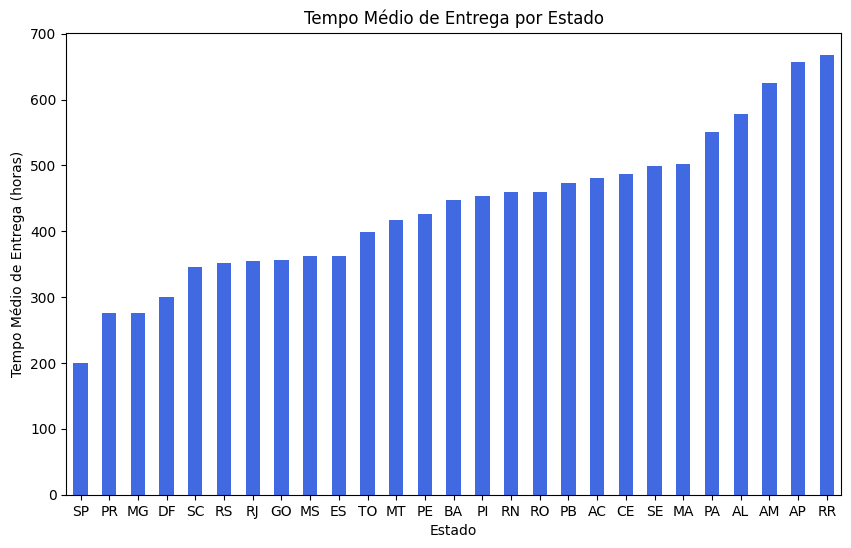 Tempo Médio de Entrega por Estado
Tempo Médio de Entrega (horas)
700
600
500
400
300
200
100
0
SP PR MG DF SC RS RJ GO MS ES TO MT PE BA PI RN RO PB AC CE SE MA PA AL AM AP RR
Estado